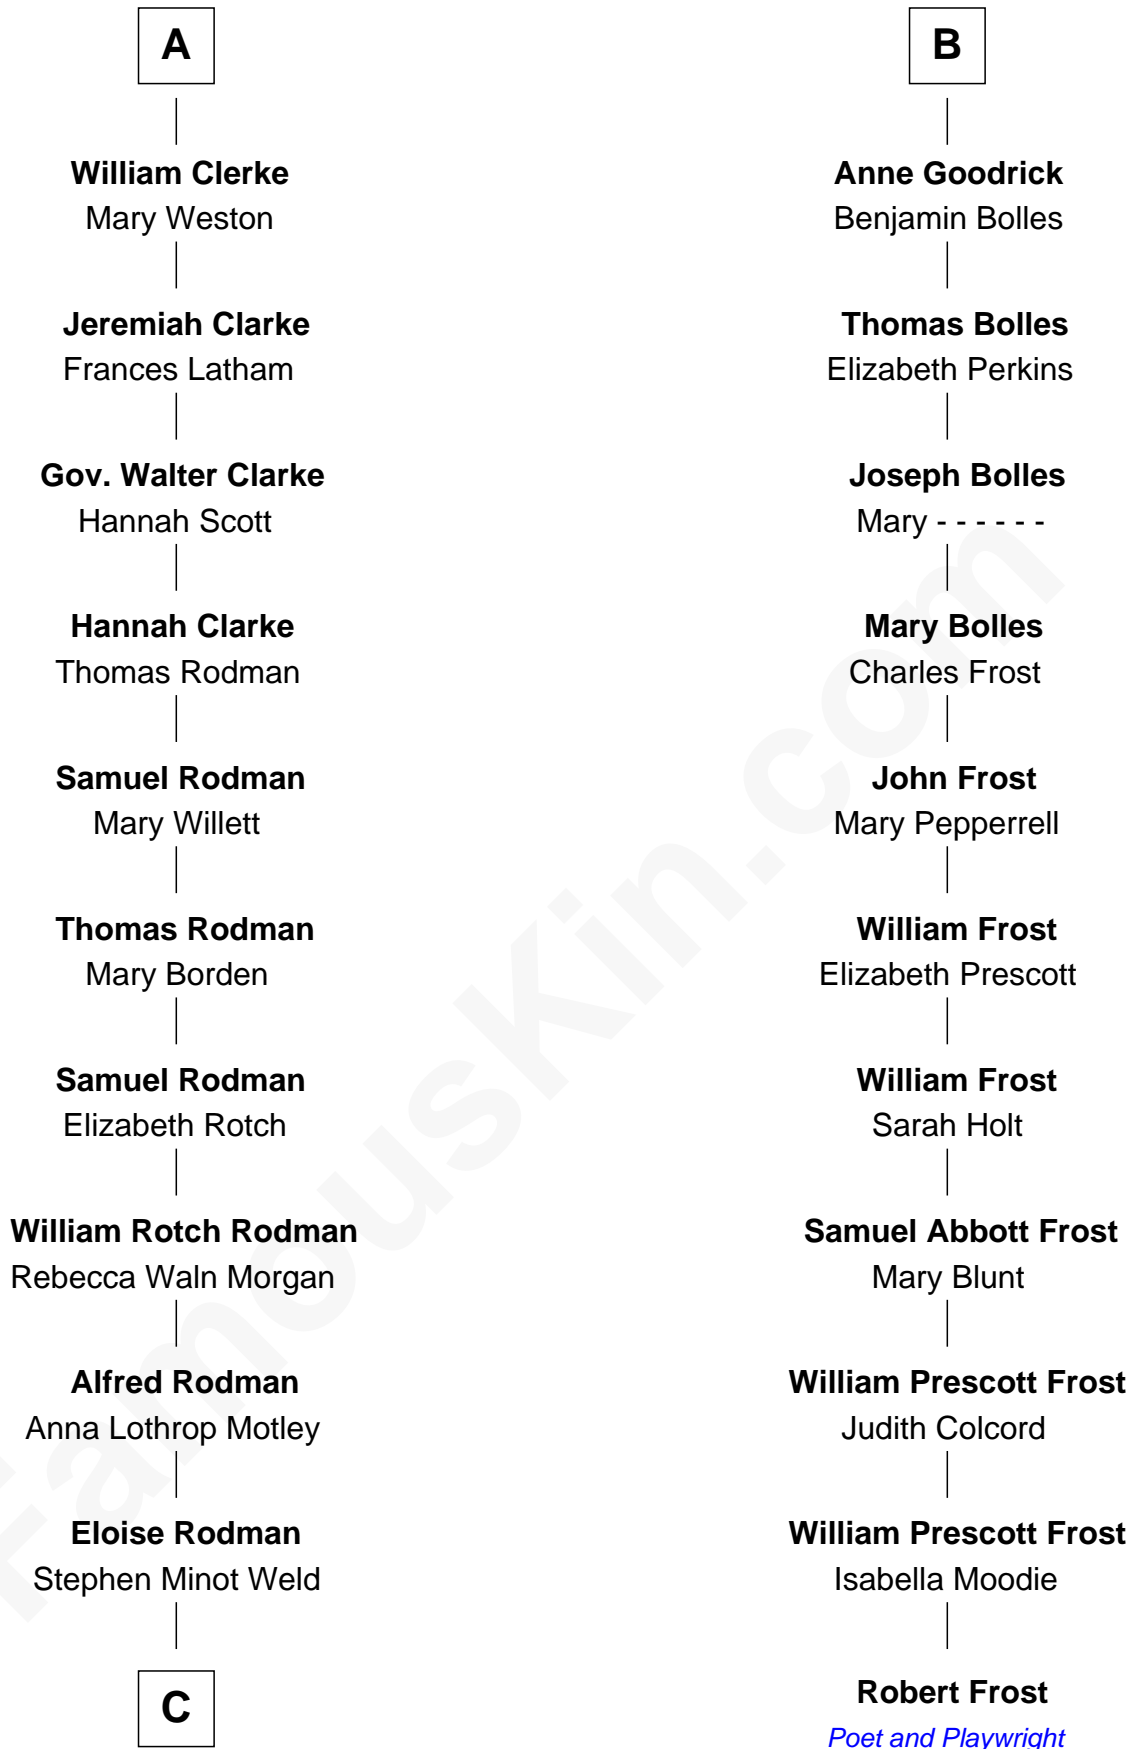 A
William Clerke
Mary Weston
Jeremiah Clarke
Frances Latham
Gov. Walter Clarke
Hannah Scott
Hannah Clarke
Thomas Rodman
Samuel Rodman
Mary Willett
Thomas Rodman
Mary Borden
Samuel Rodman
Elizabeth Rotch
William Rotch Rodman
Rebecca Waln Morgan
Alfred Rodman
Anna Lothrop Motley
Eloise Rodman
Stephen Minot Weld
C
B
Anne Goodrick
Benjamin Bolles
Thomas Bolles
Elizabeth Perkins
Joseph Bolles
Mary - - - - - -
Mary Bolles
Charles Frost
John Frost
Mary Pepperrell
William Frost
Elizabeth Prescott
William Frost
Sarah Holt
Samuel Abbott Frost
Mary Blunt
William Prescott Frost
Judith Colcord
William Prescott Frost
Isabella Moodie
Robert Frost
Poet and Playwright
FamousKin.com